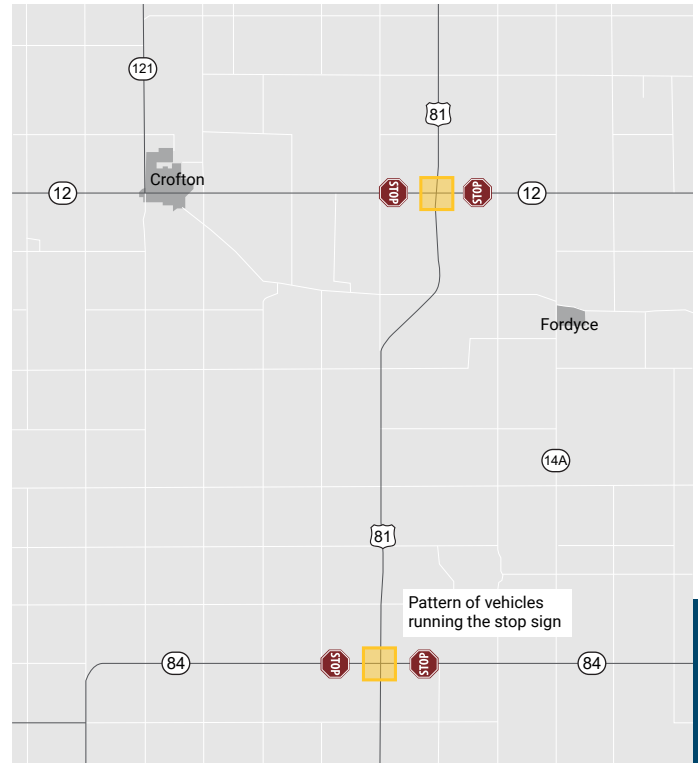 121
81
Crofton
12
STOP
STOP
12
Fordyce
14A
81
Pattern of vehicles
running the stop sign
84
STOP
STOP
84